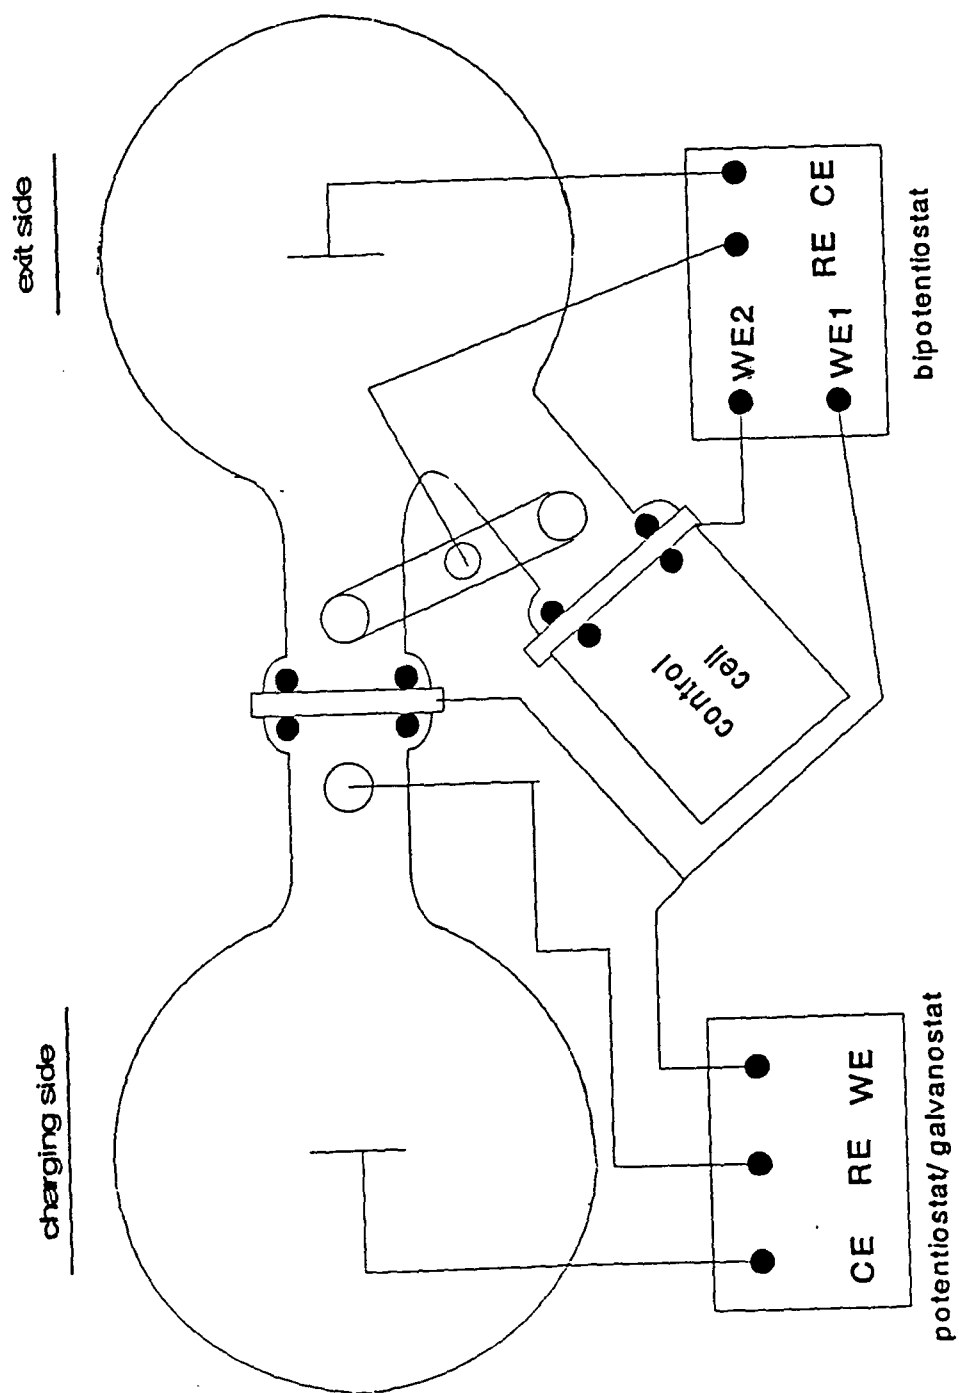 charging side
exit side
control
cell
CE RE WE
potentiostat/galvanostat
WE2
WE1 RE CE
bipotentiostat